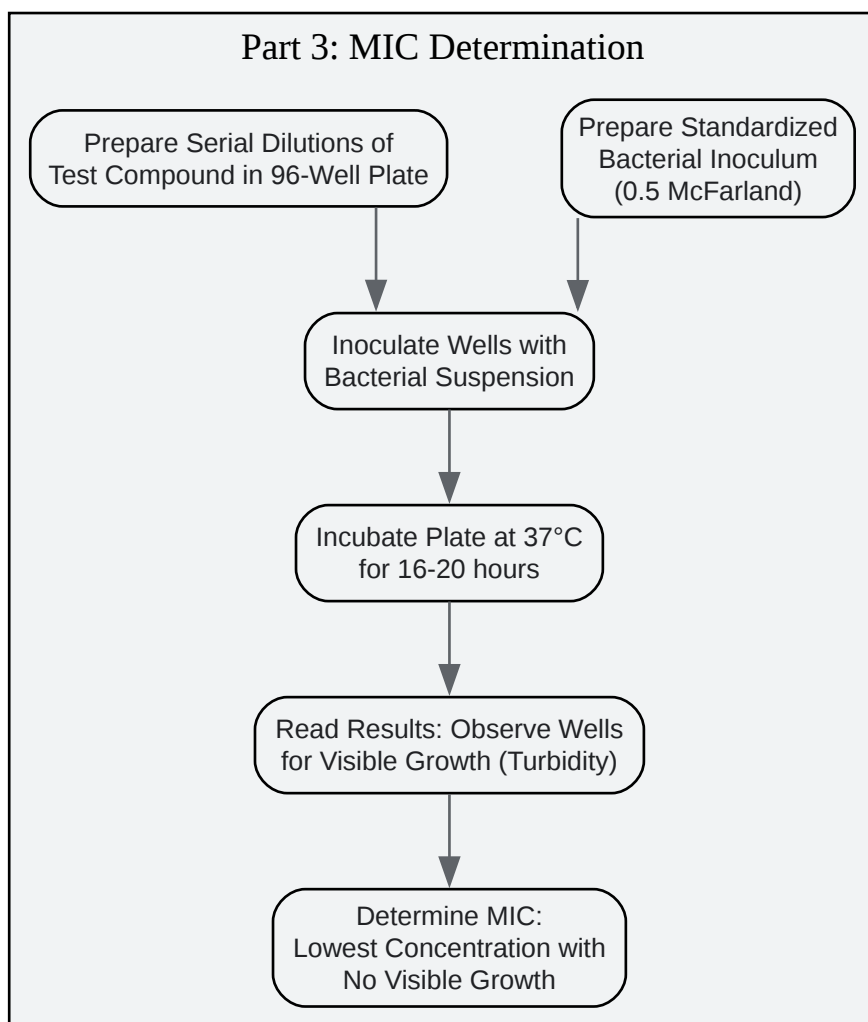 Part 3: MIC Determination
Prepare Serial Dilutions of
Test Compound in 96-Well Plate
Prepare Standardized
Bacterial Inoculum
(0.5 McFarland)
Inoculate Wells with
Bacterial Suspension
Incubate Plate at 37°C
for 16-20 hours
Read Results: Observe Wells
for Visible Growth (Turbidity)
Determine MIC:
Lowest Concentration with
No Visible Growth